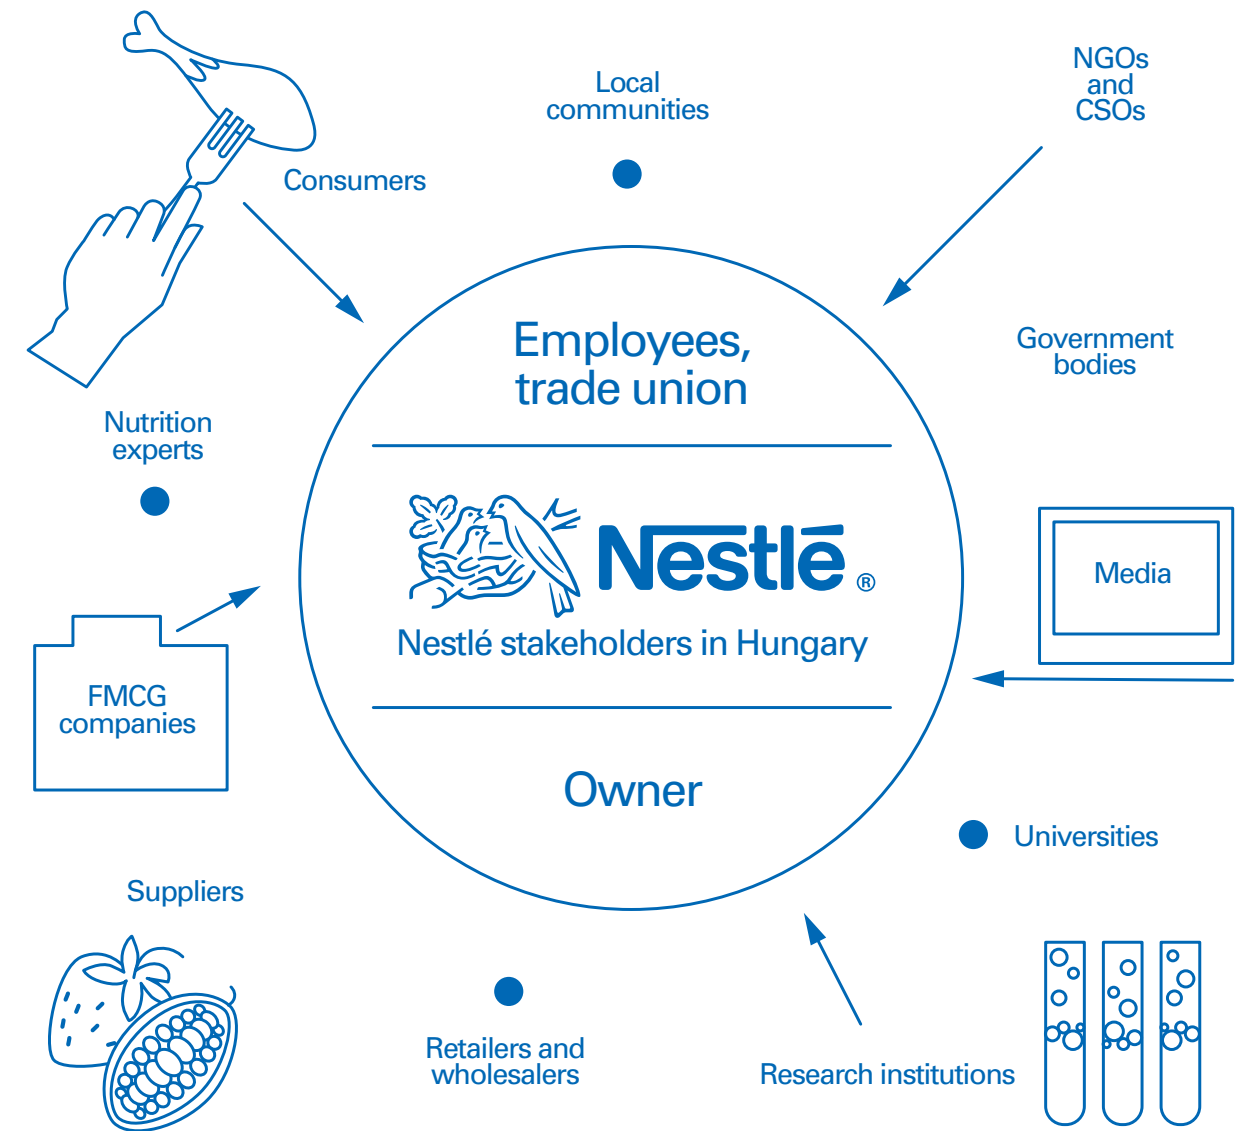 Local
communities
NGOs
and
CSOs
Consumers
Employees,
trade union
Government
bodies
Nutrition
experts
Nestlé ®
Media
Nestlé stakeholders in Hungary
FMCG
companies
Owner
Universities
Suppliers
Retailers and
wholesalers
Research institutions